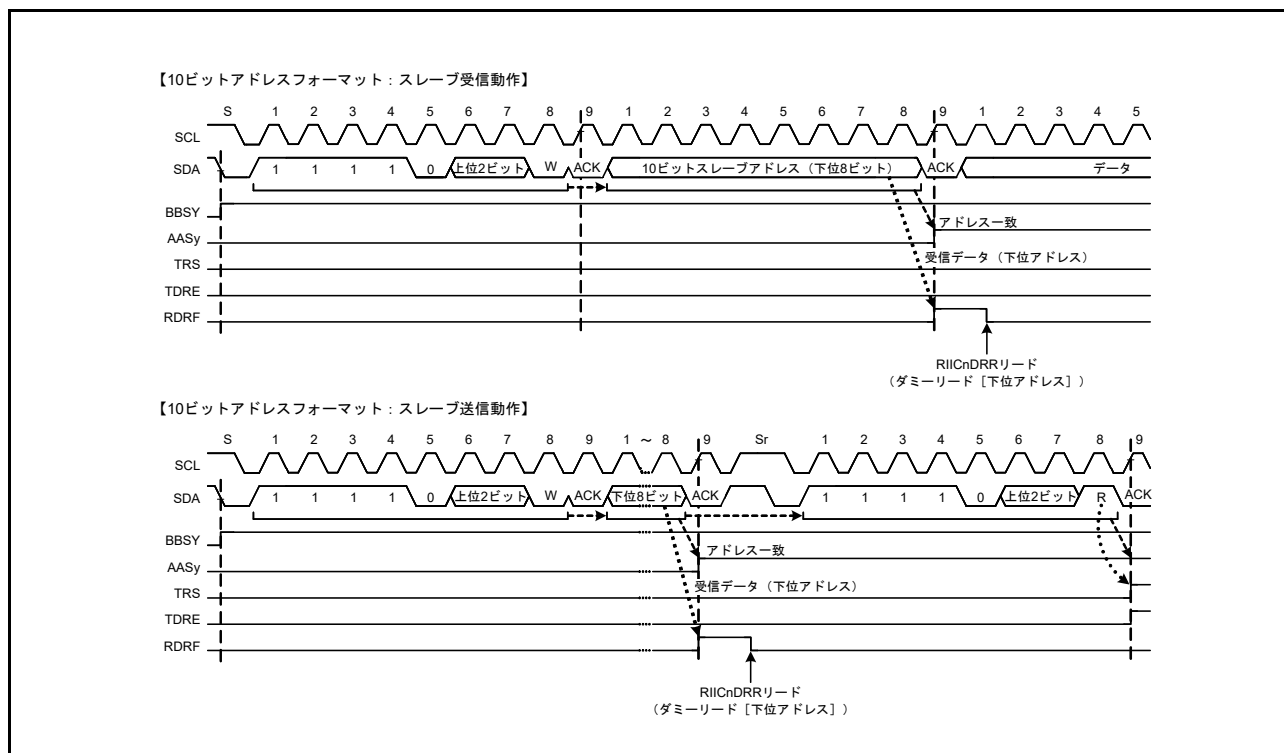 【10ビットアドレスフォーマット：スレーブ受信動作】
S 1 2 3 4 5 6 7 8 9 1 2 3 4 5 6 7 8 9 1 2 3 4 5
SCL
SDA 1 1 1 1 0 上位2ビット W ACK 10ビットスレーブアドレス（下位8ビット） ACK データ
BBSY
アドレス一致
AASy
受信データ（下位アドレス）
TRS
TDRE
RDRF
RIICnDRRリード
（ダミーリード［下位アドレス］）
【10ビットアドレスフォーマット：スレーブ送信動作】
S 1 2 3 4 5 6 7 8 9 1 ～ 8 9 Sr 1 2 3 4 5 6 7 8 9
SCL
SDA 1 1 1 1 0 上位2ビット W ACK 下位8ビット ACK 1 1 1 1 0 上位2ビット R ACK
BBSY
アドレス一致
AASy
受信データ（下位アドレス）
TRS
TDRE
RDRF
RIICnDRRリード
（ダミーリード［下位アドレス］）